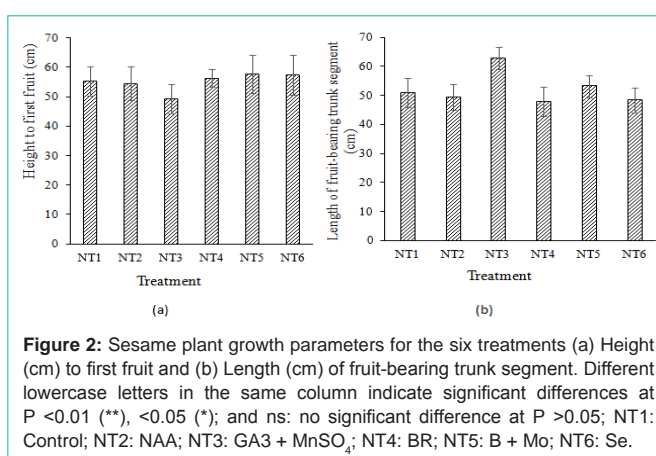 70
60
50
40
30
20
10
0
Height to first fruit (cm)
NT1 NT2 NT3 NT4 NT5 NT6
Treatment
(a)
70
60
50
40
30
20
10
0
Length of fruit-bearing trunk segment
(cm)
NT1 NT2 NT3 NT4 NT5 NT6
Treatment
(b)
Figure 2: Sesame plant growth parameters for the six treatments (a) Height
(cm) to first fruit and (b) Length (cm) of fruit-bearing trunk segment. Different
lowercase letters in the same column indicate significant differences at
P <0.01 (**), <0.05 (*); and ns: no significant difference at P >0.05; NT1:
Control; NT2: NAA; NT3: GA3 + MnSO4; NT4: BR; NT5: B + Mo; NT6: Se.